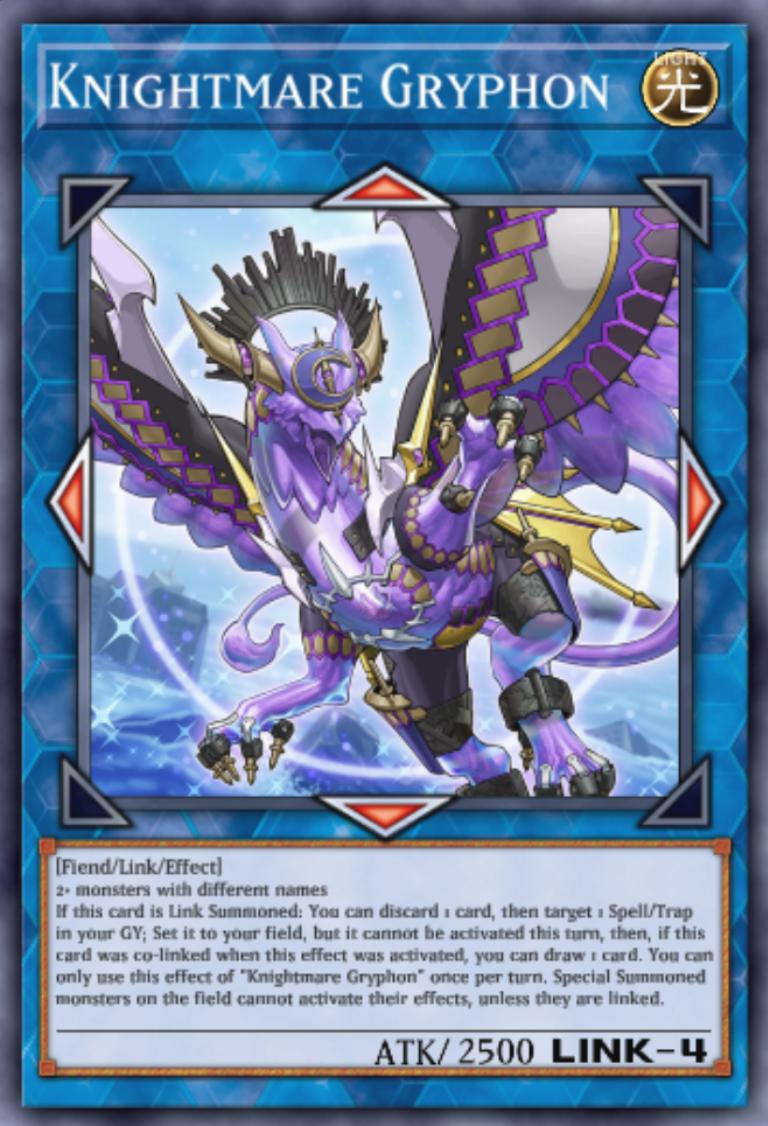 KNIGHTMARE GRYPHON
LIGHT
光
[Fiend/Link/Effect]
2+ monsters with different names
If this card is Link Summoned: You can discard 1 card, then target 1 Spell/Trap
in your GY; Set it to your field, but it cannot be activated this turn, then, if this
card was co-linked when this effect was activated, you can draw 1 card. You can
only use this effect of "Knightmare Gryphon" once per turn. Special Summoned
monsters on the field cannot activate their effects, unless they are linked.
ATK/ 2500 LINK-4